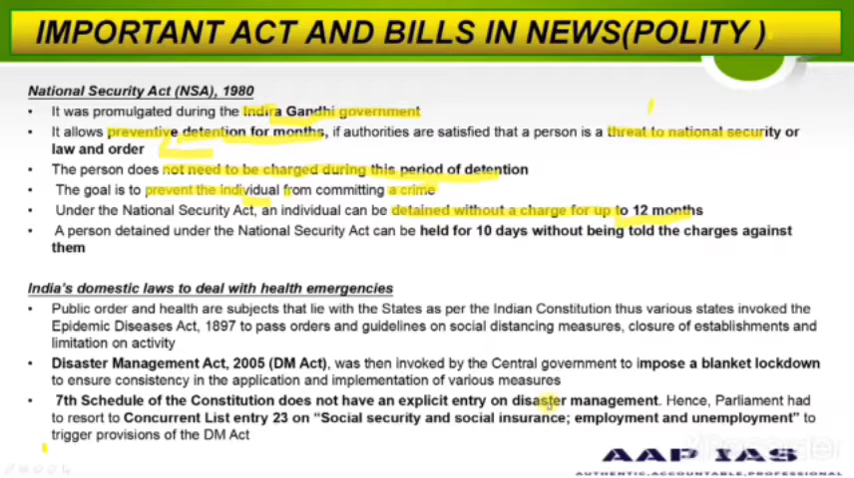 IMPORTANT ACT AND BILLS IN NEWS(POLITY )
National Security Act (NSA), 1980
• It was promulgated during the Indira Gandhi government
• It allows preventive detention for months, if authorities are satisfied that a person is a threat to national security or
law and order
• The person does not need to be charged during this period of detention
• The goal is to prevent the individual from committing a crime
• Under the National Security Act, an individual can be detained without a charge for up to 12 months
• A person detained under the National Security Act can be held for 10 days without being told the charges against
them
India's domestic laws to deal with health emergencies
• Public order and health are subjects that lie with the States as per the Indian Constitution thus various states invoked the
Epidemic Diseases Act, 1897 to pass orders and guidelines on social distancing measures, closure of establishments and
limitation on activity
• Disaster Management Act, 2005 (DM Act), was then invoked by the Central government to impose a blanket lockdown
to ensure consistency in the application and implementation of various measures
• 7th Schedule of the Constitution does not have an explicit entry on disaster management. Hence, Parliament had
to resort to Concurrent List entry 23 on “Social security and social insurance; employment and unemployment” to
trigger provisions of the DM Act
AAP IAS
AUTHENTIC,ACCOUNTABLE,PROFESSIONAL